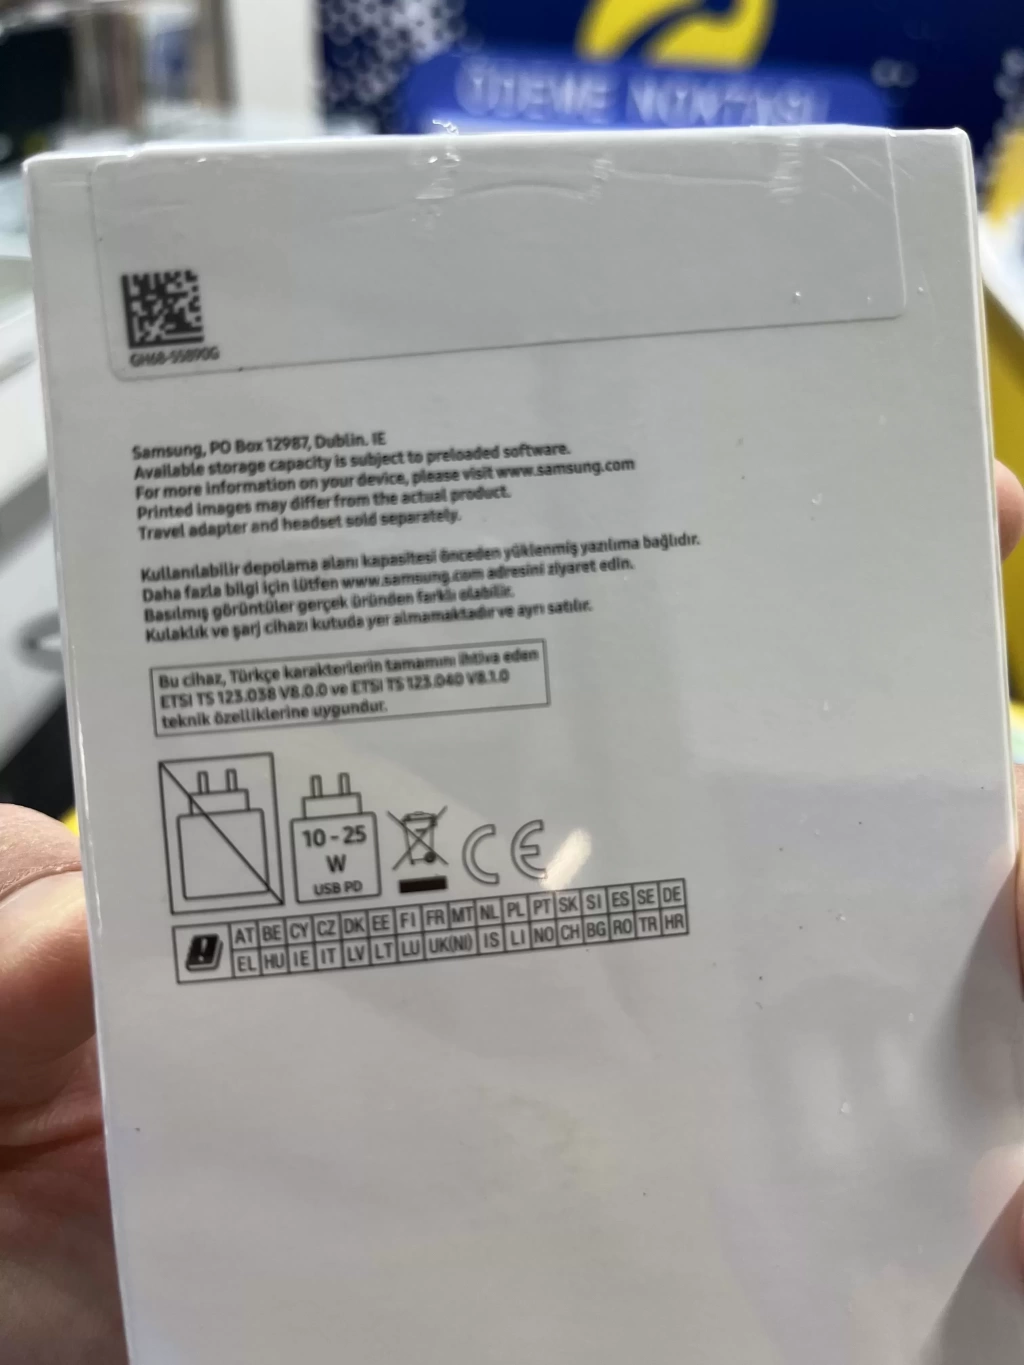 ÖDEME NOKTASI
GH68-55890G
Samsung, PO Box 12987, Dublin. IE
Available storage capacity is subject to preloaded software.
For more information on your device, please visit www.samsung.com
Printed images may differ from the actual product.
Travel adapter and headset sold separately.
Kullanılabilir depolama alanı kapasitesi önceden yüklenmiş yazılıma bağlıdır.
Daha fazla bilgi için lütfen www.samsung.com adresini ziyaret edin.
Basılmış görüntüler gerçek üründen farklı olabilir.
Kulaklık ve şarj cihazı kutuda yer almamaktadır ve ayrı satılır.
Bu cihaz, Türkçe karakterlerin tamamını ihtiva eden
ETSI TS 123.038 V8.0.0 ve ETSI TS 123.040 V8.1.0
teknik özelliklerine uygundur.
10 - 25
W
USB PD
CE
AT BE CY CZ DK EE FI FR MT NL PL PT SK SI ES SE DE
EL HU IE IT LV LT LU UK(NI) IS LI NO CH BG RO TR HR